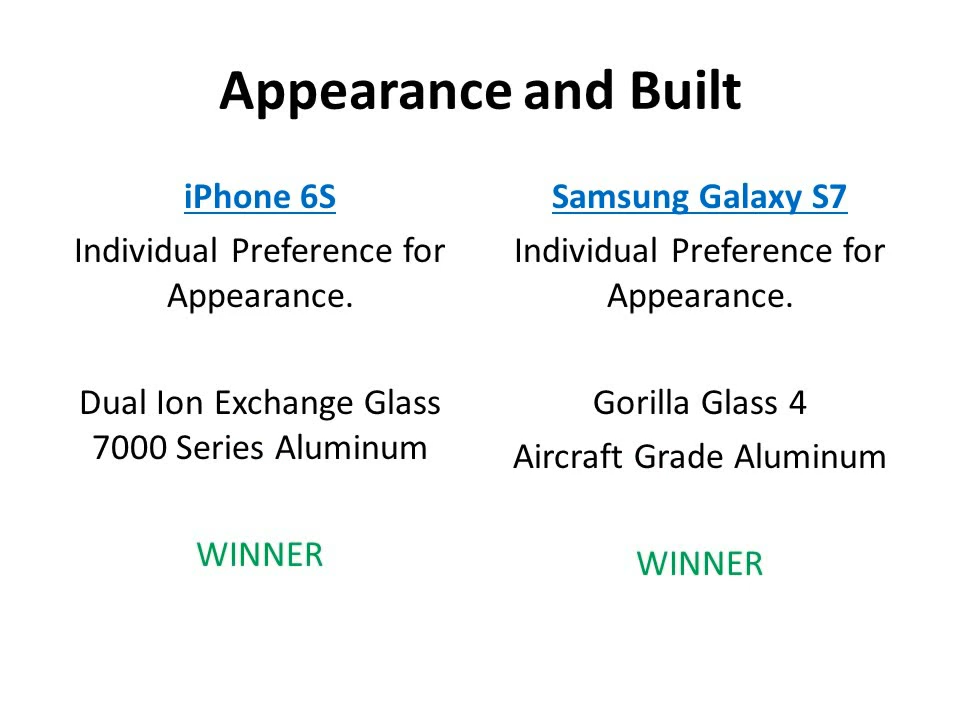 Appearance and Built
iPhone 6S
Individual Preference for
Appearance.
Dual Ion Exchange Glass
7000 Series Aluminum
WINNER
Samsung Galaxy S7
Individual Preference for
Appearance.
Gorilla Glass 4
Aircraft Grade Aluminum
WINNER